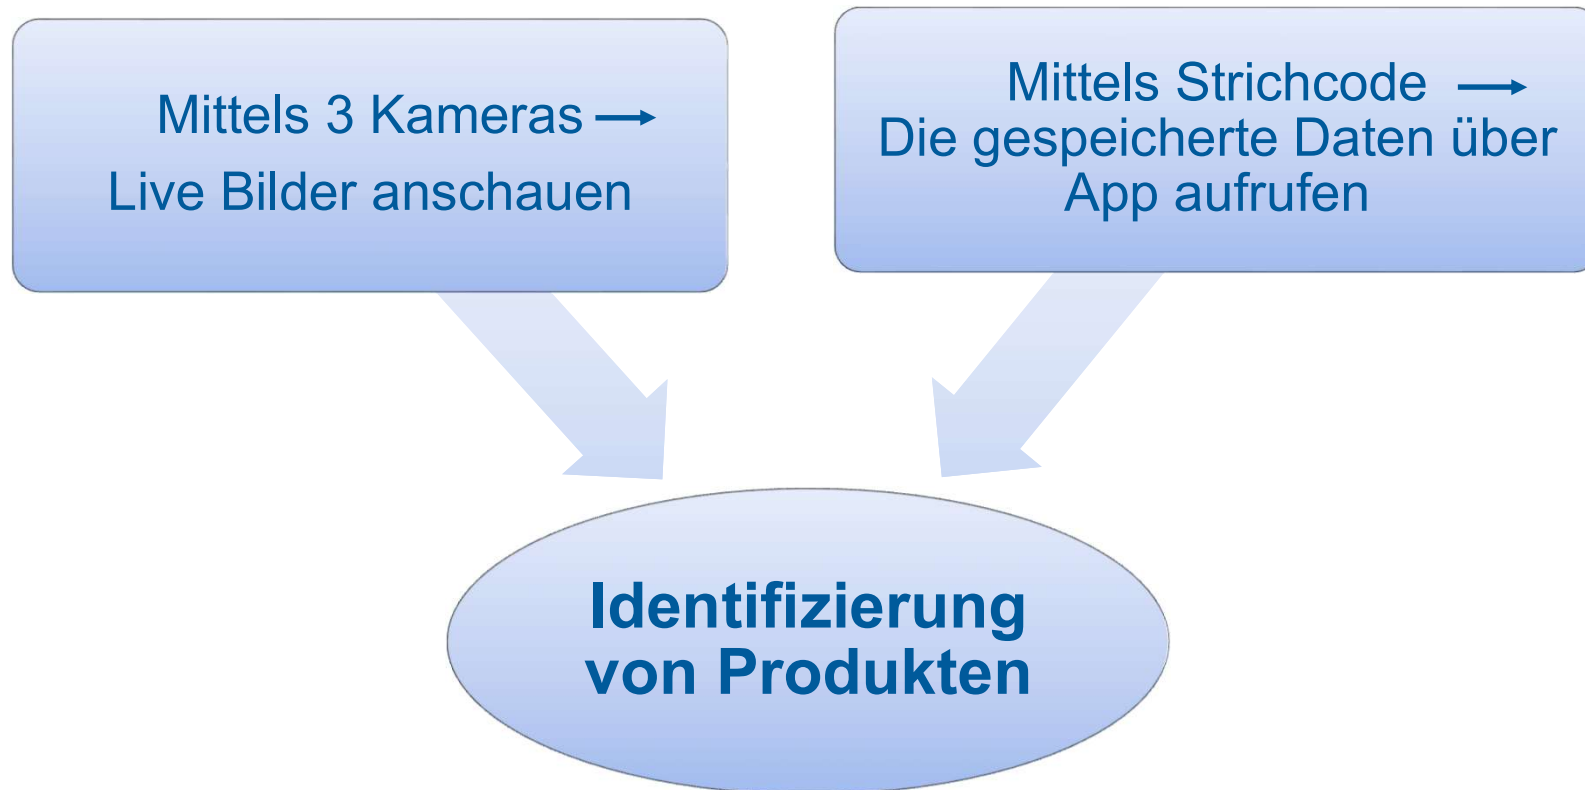 Mittels 3 Kameras →
Live Bilder anschauen
Mittels Strichcode →
Die gespeicherte Daten über
App aufrufen
Identifizierung
von Produkten